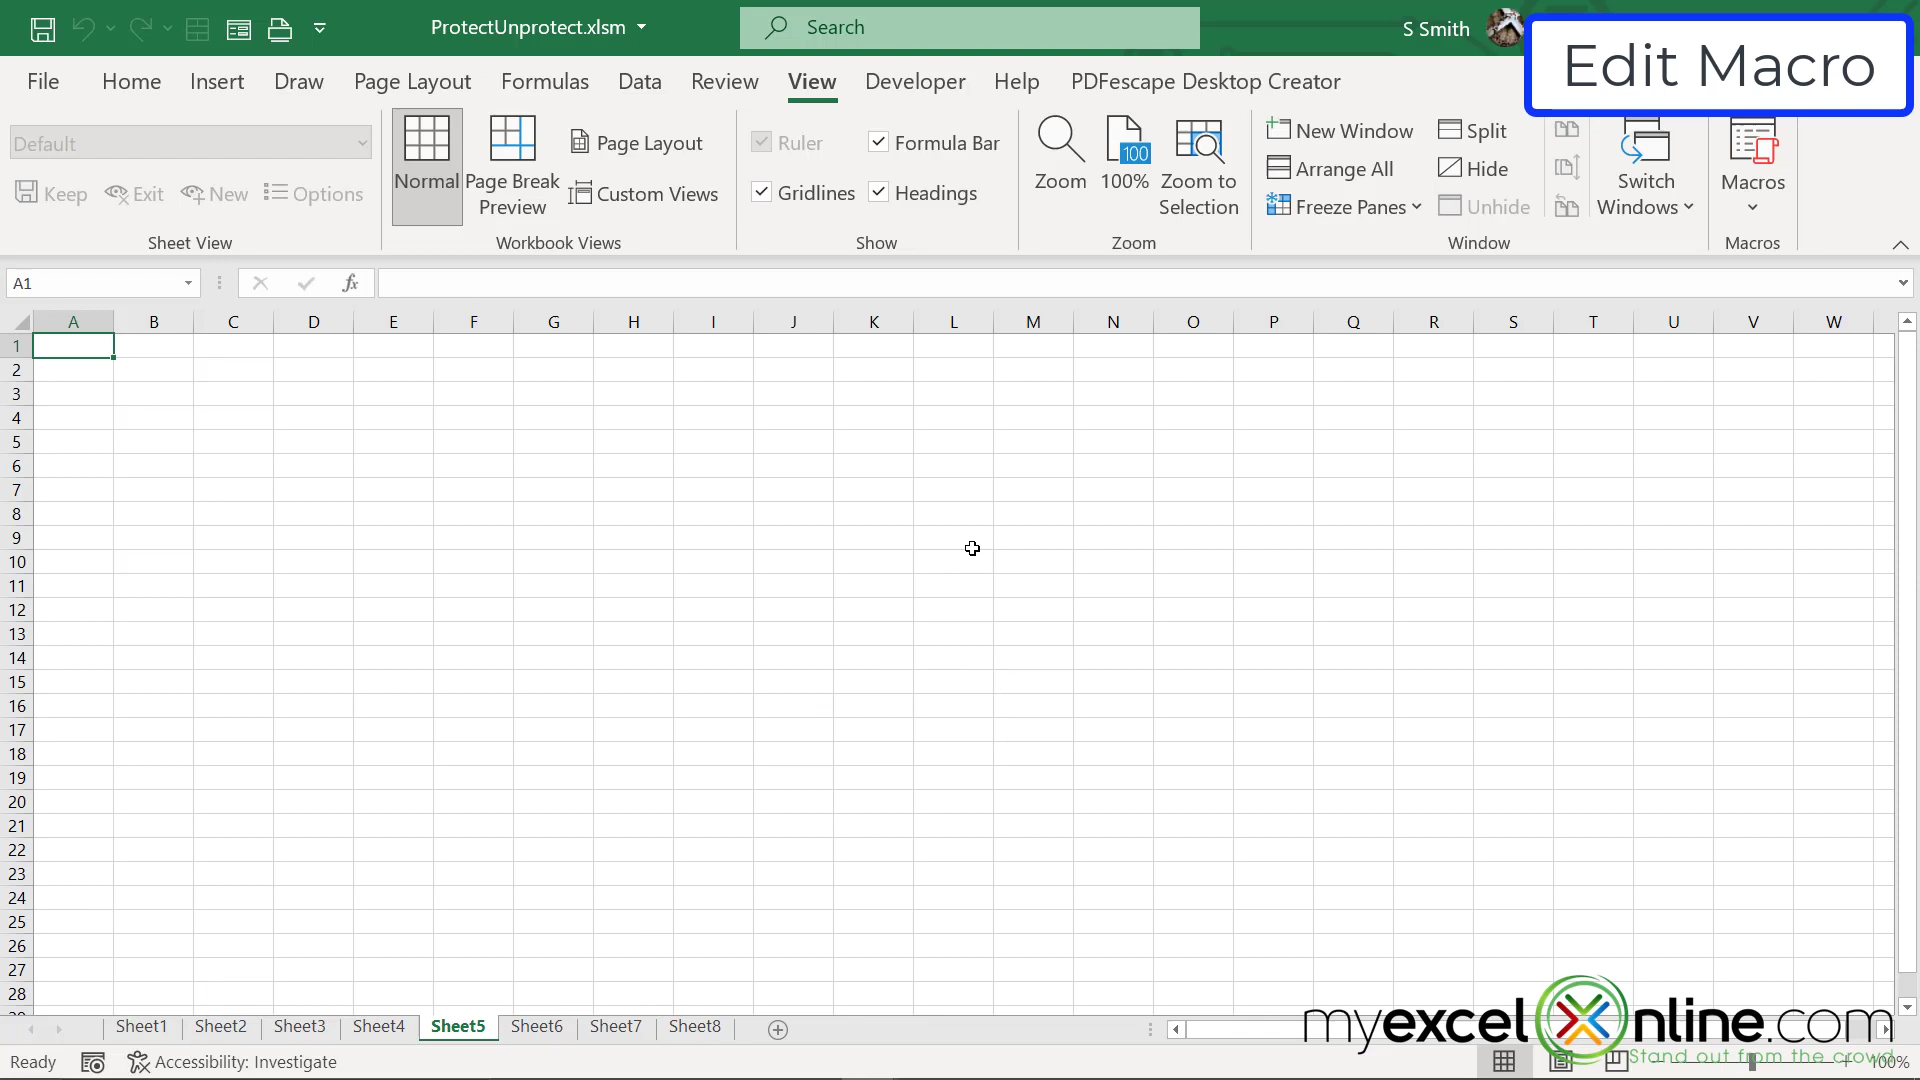 ProtectUnprotect.xlsm
Search
S Smith
Edit Macro
File Home Insert Draw Page Layout Formulas Data Review View Developer Help PDFescape Desktop Creator
Default
Keep Exit New Options
Sheet View
Normal
Page Break Preview
Page Layout
Custom Views
Workbook Views
Ruler Formula Bar
Gridlines Headings
Show
Zoom
100
100%
Zoom to Selection
Zoom
New Window
Arrange All
Freeze Panes
Split
Hide
Unhide
Switch Windows
Window
Macros
Macros
A1
fx
A B C D E F G H I J K L M N O P Q R S T U V W
1
2
3
4
5
6
7
8
9
10
11
12
13
14
15
16
17
18
19
20
21
22
23
24
25
26
27
28
Sheet1 Sheet2 Sheet3 Sheet4 Sheet5 Sheet6 Sheet7 Sheet8
myexcelonline.com
Stand out from the crowd
Ready Accessibility: Investigate
100%